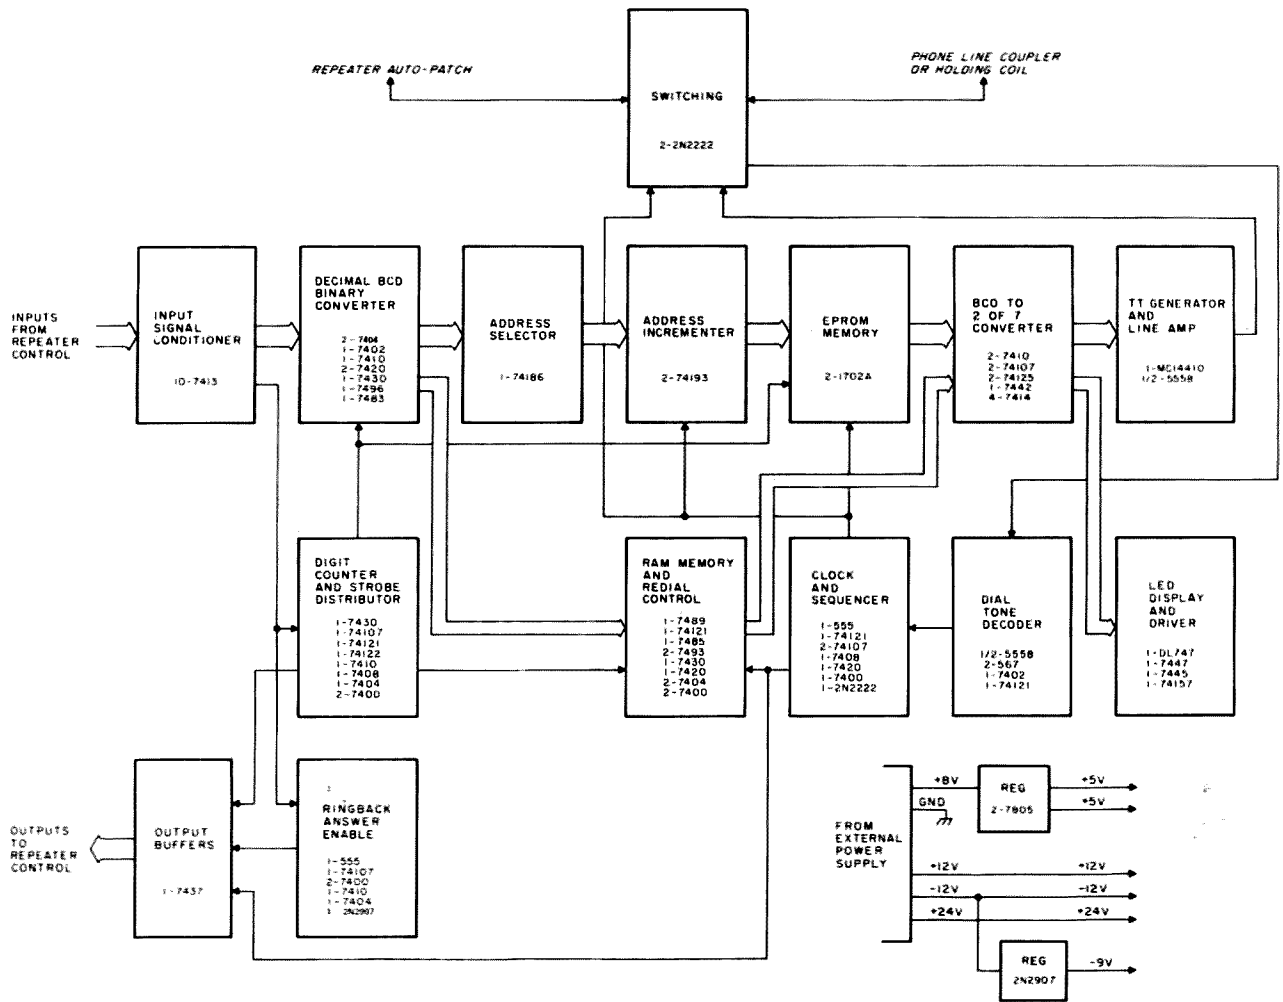 REPEATER AUTO-PATCH
PHONE LINE COUPLER
OR HOLDING COIL
SWITCHING
2-2N2222
INPUTS
FROM
REPEATER
CONTROL
INPUT
SIGNAL
CONDITIONER
10-7413
DECIMAL BCD
BINARY
CONVERTER
2-7404
1-7402
1-7410
2-7420
1-7430
1-7496
1-7483
ADDRESS
SELECTOR
1-74186
ADDRESS
INCREMENTER
2-74193
EPROM
MEMORY
2-1702A
BCD TO
2 OF 7
CONVERTER
2-7410
2-74107
2-74125
1-7442
4-7414
TT GENERATOR
AND
LINE AMP
1-MC14410
1/2-5558
DIGIT
COUNTER
AND STROBE
DISTRIBUTOR
1-7430
1-74107
1-74121
1-74122
1-7410
1-7408
1-7404
2-7400
RAM MEMORY
AND
REDIAL
CONTROL
1-7489
1-74121
1-7485
2-7493
1-7430
1-7420
2-7404
2-7400
CLOCK
AND
SEQUENCER
1-555
1-74121
2-74107
1-7408
1-7420
1-7400
1-2N2222
DIAL
TONE
DECODER
1/2-5558
2-567
1-7402
1-74121
LED
DISPLAY
AND
DRIVER
1-DL747
1-7447
1-7445
1-74157
OUTPUTS
TO
REPEATER
CONTROL
OUTPUT
BUFFERS
1-7437
RINGBACK
ANSWER
ENABLE
1-555
1-74107
2-7400
1-7410
1-7404
1 2N2907
FROM
EXTERNAL
POWER
SUPPLY
+8V
GND
REG
2-7805
+5V
+5V
+12V
+12V
-12V
-12V
+24V
+24V
REG
2N2907
-9V